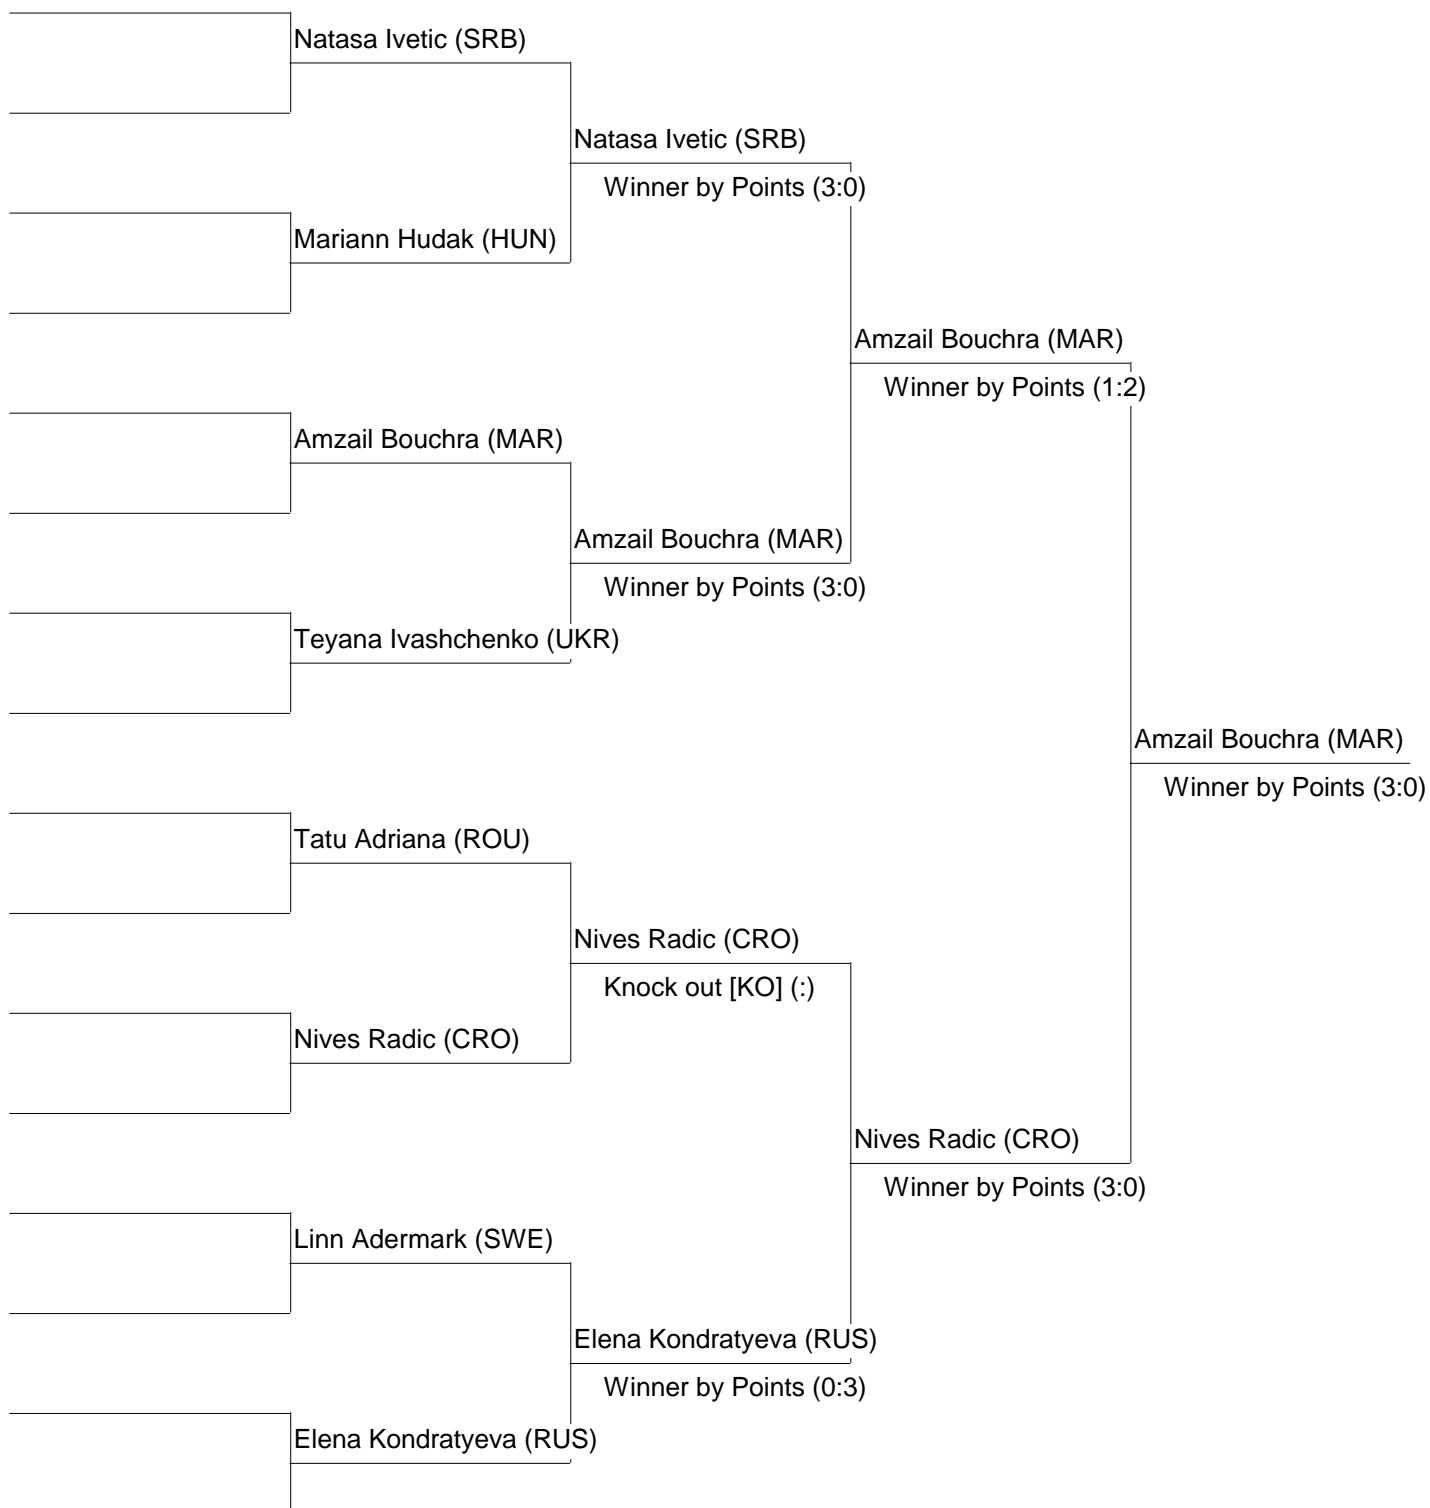 Natasa Ivetic (SRB)
Natasa Ivetic (SRB)
Winner by Points (3:0)
Mariann Hudak (HUN)
Amzail Bouchra (MAR)
Winner by Points (1:2)
Amzail Bouchra (MAR)
Amzail Bouchra (MAR)
Winner by Points (3:0)
Teyana Ivashchenko (UKR)
Amzail Bouchra (MAR)
Winner by Points (3:0)
Tatu Adriana (ROU)
Nives Radic (CRO)
Knock out [KO] (:)
Nives Radic (CRO)
Nives Radic (CRO)
Winner by Points (3:0)
Linn Adermark (SWE)
Elena Kondratyeva (RUS)
Winner by Points (0:3)
Elena Kondratyeva (RUS)